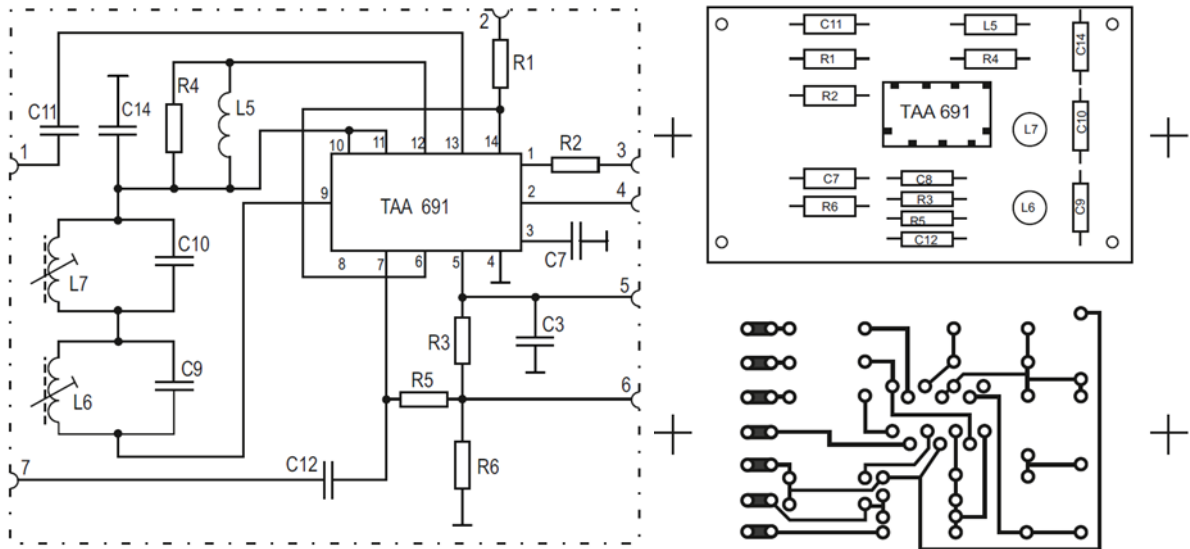 2
R1
C11
C14
R4
L5
10 11 12 13 14
1
1 R2 3
9 TAA 691 2 4
3
C7
8 7 6 5 4
C10
L7
5
R3 C3
C9
L6
R5 6
C12
R6
7
C11 L5 C14
R1 R4
R2 TAA 691 C10
L7
C7 C8
R6 R3 L6 C9
R5
C12